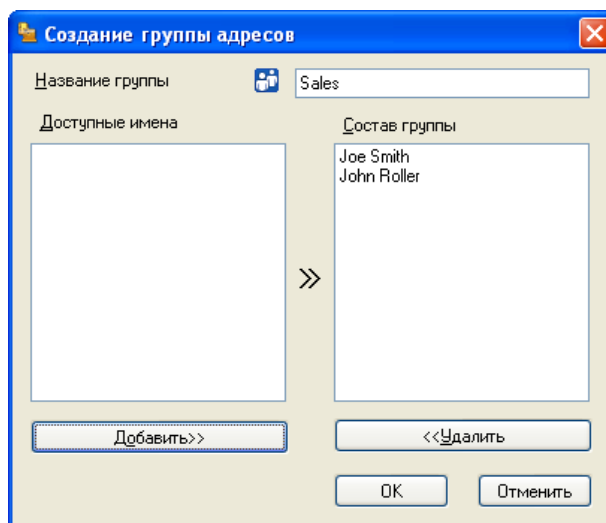 Создание группы адресов
Название группы
Sales
Доступные имена
Состав группы
Joe Smith
John Roller
Добавить>>
<<Удалить
OK
Отменить